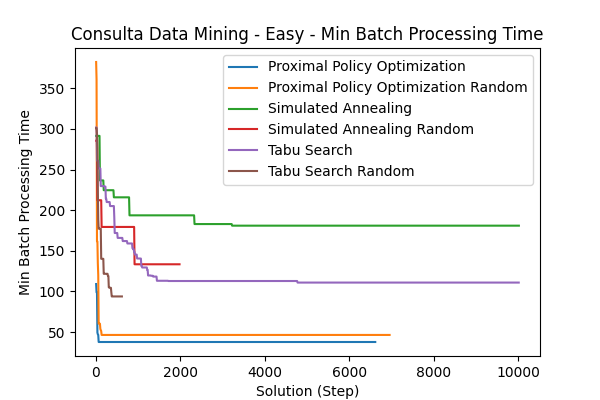 Consulta Data Mining - Easy - Min Batch Processing Time
Proximal Policy Optimization
Proximal Policy Optimization Random
Simulated Annealing
Simulated Annealing Random
Tabu Search
Tabu Search Random
Min Batch Processing Time
350
300
250
200
150
100
50
0
2000
4000
6000
8000
10000
Solution (Step)